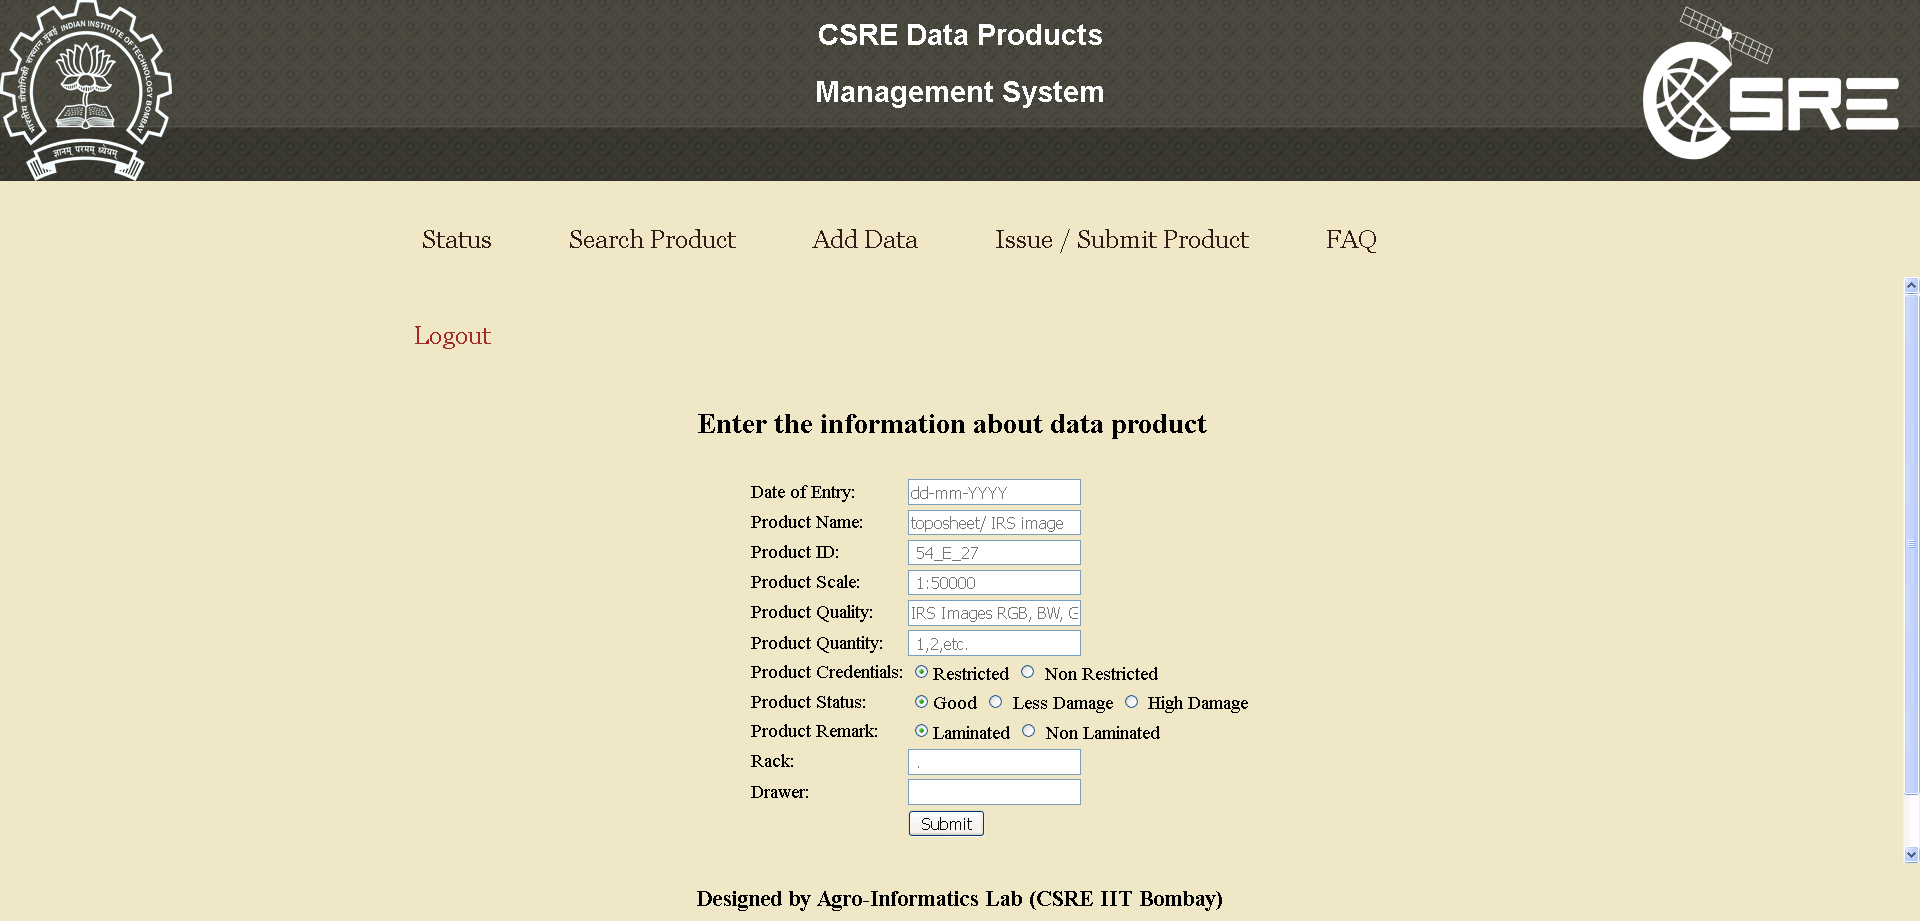 CSRE Data Products
Management System
भारतीय प्रौद्योगिकी संस्थान मुंबई INDIAN INSTITUTE OF TECHNOLOGY BOMBAY
ज्ञानम् परमम् ध्येयम्
CSRE
Status Search Product Add Data Issue / Submit Product FAQ
Logout
Enter the information about data product
Date of Entry: dd-mm-YYYY
Product Name: toposheet/ IRS image
Product ID: 54_E_27
Product Scale: 1:50000
Product Quality: IRS Images RGB, BW, G
Product Quantity: 1,2,etc.
Product Credentials: Restricted Non Restricted
Product Status: Good Less Damage High Damage
Product Remark: Laminated Non Laminated
Rack: .
Drawer:
Submit
Designed by Agro-Informatics Lab (CSRE IIT Bombay)